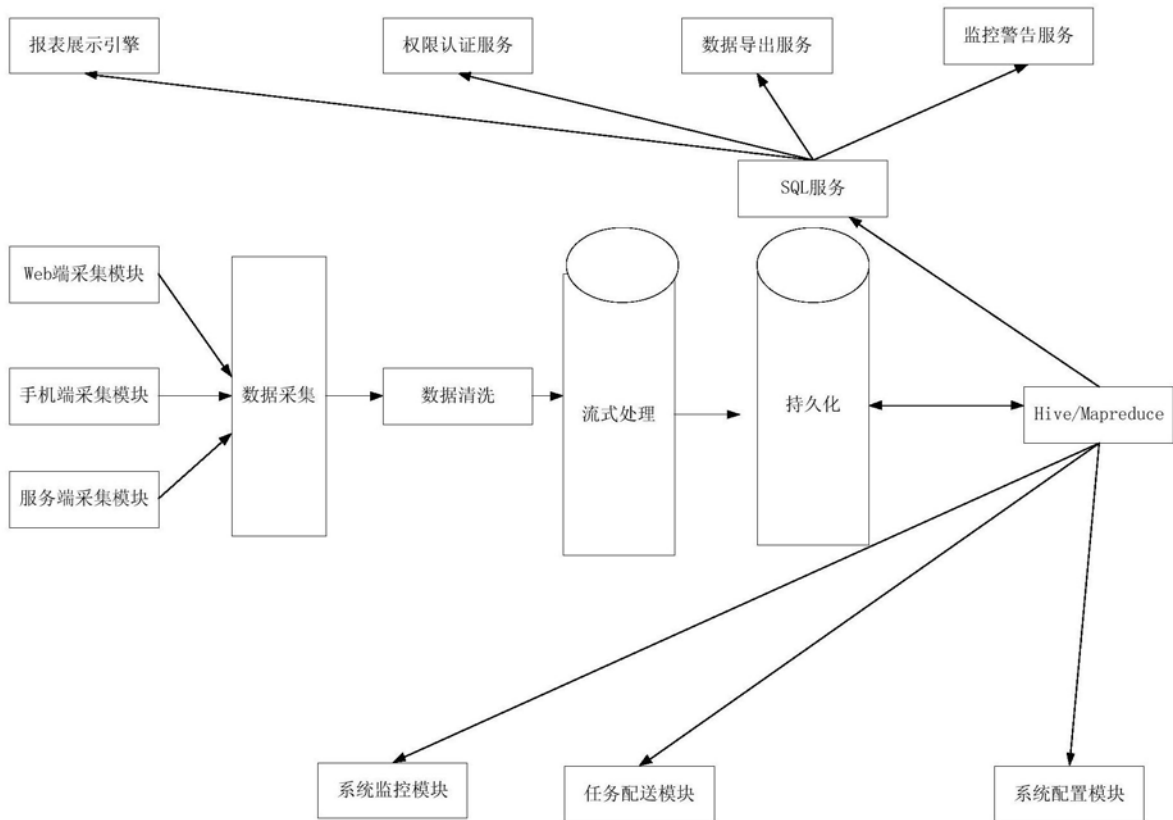 报表展示引擎
权限认证服务
数据导出服务
监控警告服务
SQL服务
Web端采集模块
手机端采集模块
服务端采集模块
数据采集
数据清洗
流式处理
持久化
Hive/Mapreduce
系统监控模块
任务配送模块
系统配置模块